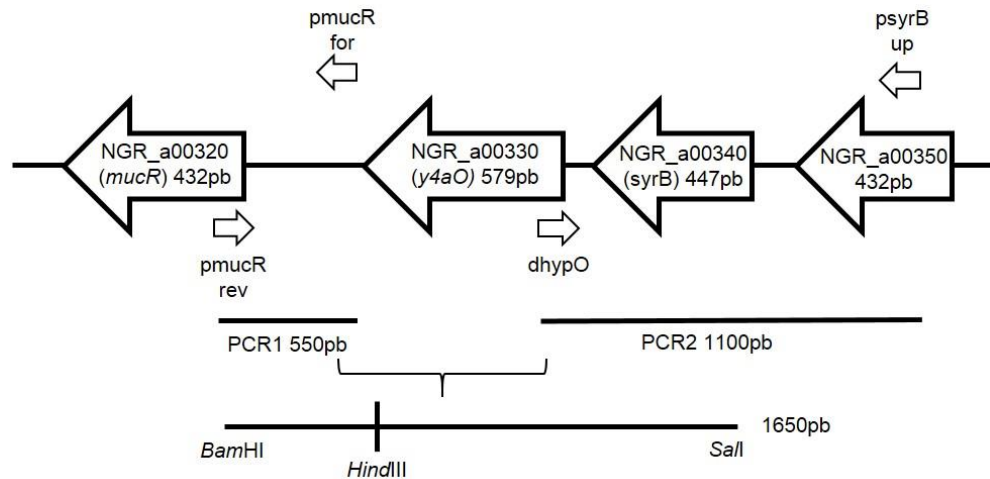 pmucR
for
psyrB
up
NGR_a00320
(mucR) 432pb
NGR_a00330
(y4aO) 579pb
NGR_a00340
(syrB) 447pb
NGR_a00350
432pb
pmucR
rev
dhypO
PCR1 550pb
PCR2 1100pb
BamHI
HindIII
SalI
1650pb